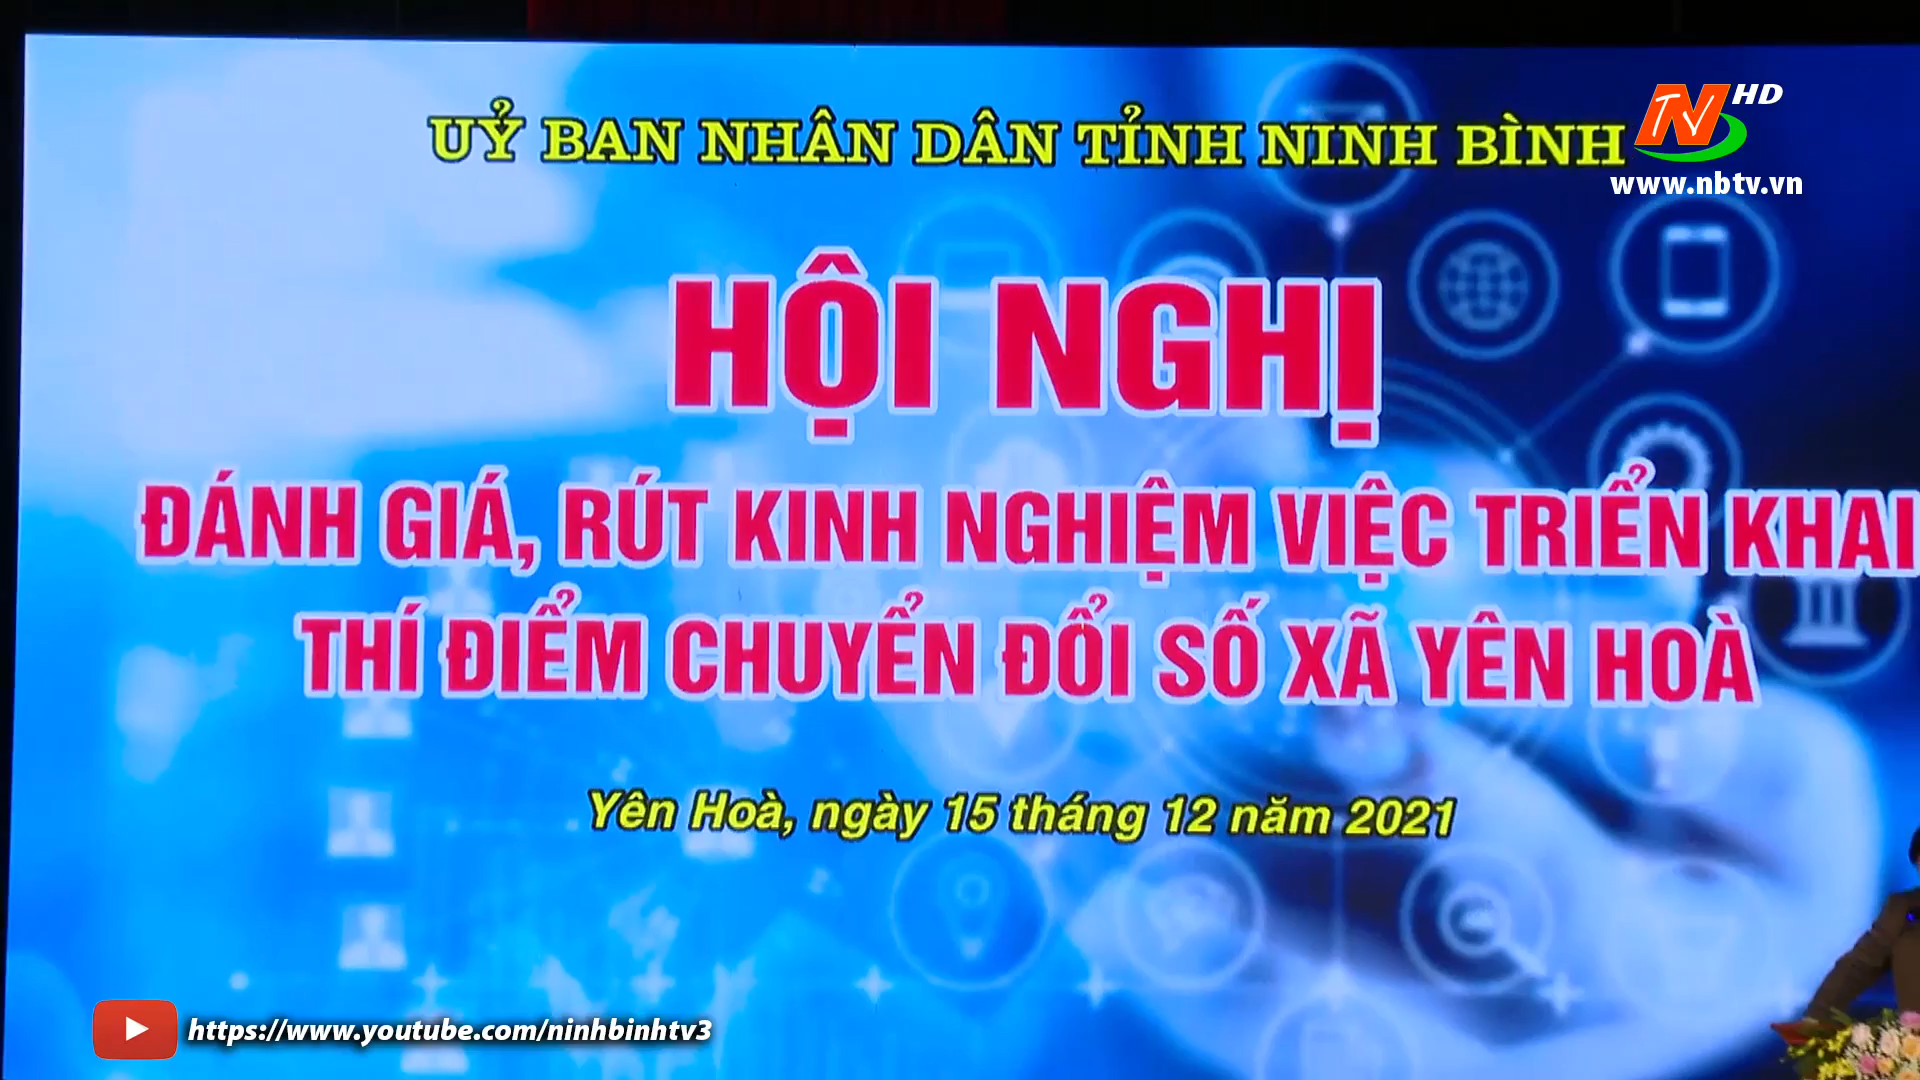 UỶ BAN NHÂN DÂN TỈNH NINH BÌNH
NTV HD
www.nbtv.vn
HỘI NGHỊ
ĐÁNH GIÁ, RÚT KINH NGHIỆM VIỆC TRIỂN KHAI
THÍ ĐIỂM CHUYỂN ĐỔI SỐ XÃ YÊN HOÀ
Yên Hoà, ngày 15 tháng 12 năm 2021
https://www.youtube.com/ninhbinhtv3